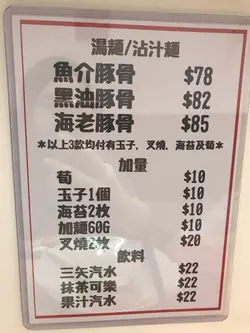 湯麵/沾汁麵
魚介豚骨 $78
黑油豚骨 $82
海老豚骨 $85
*以上3款均付有玉子, 叉燒, 海苔及筍*
加量
筍 $10
玉子1個 $10
海苔2枚 $10
加麵60G $10
叉燒2枚 $20
飲料
三矢汽水 $22
抹茶可樂 $22
果汁汽水 $22